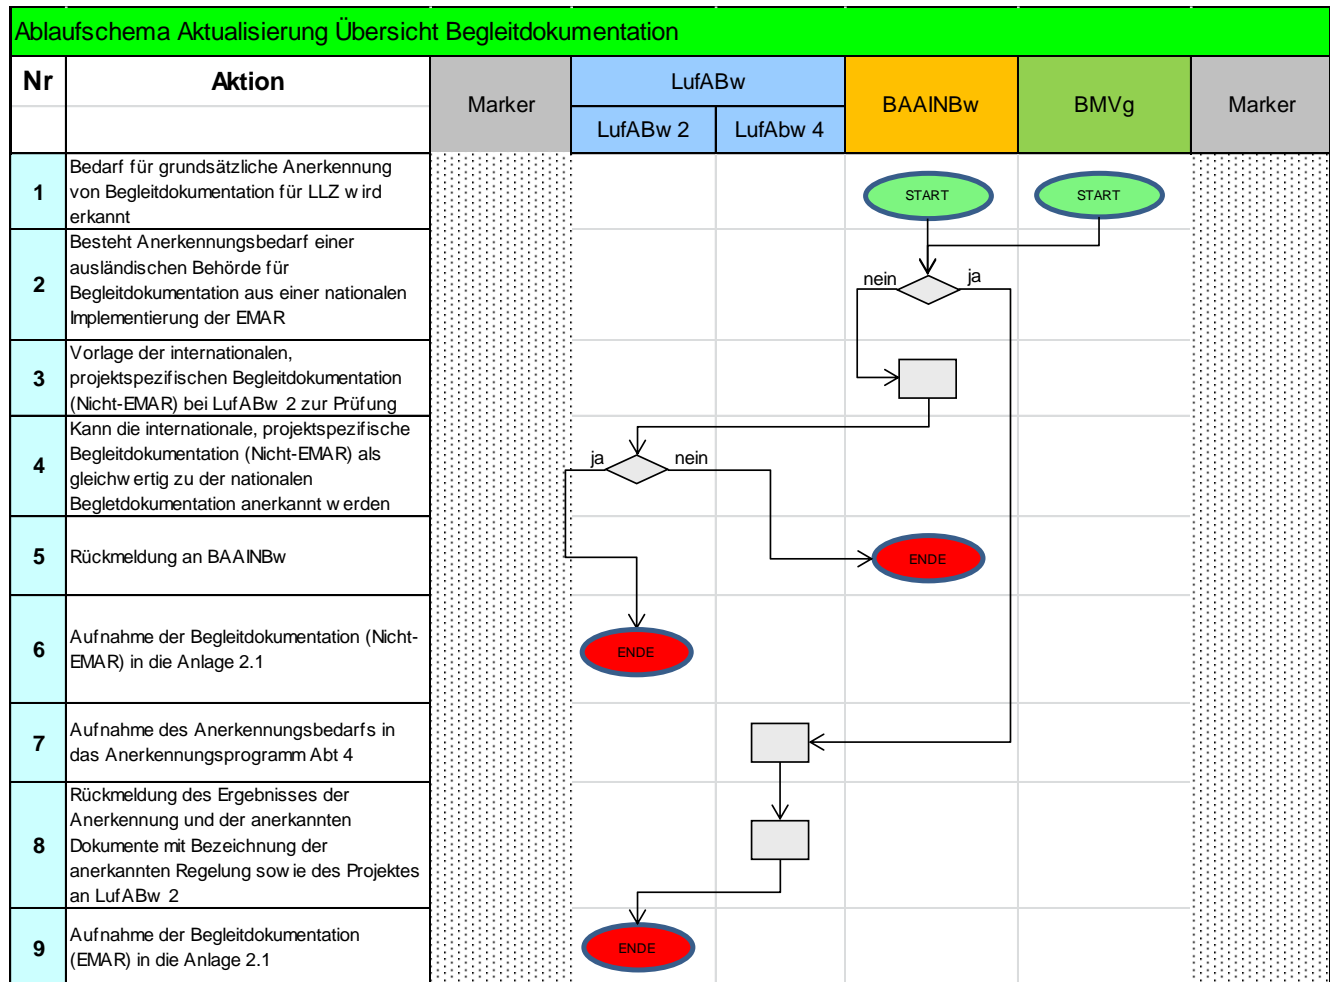 Ablaufschema Aktualisierung Übersicht Begleitdokumentation
Nr
Aktion
Marker
LufABw
BAAINBw
BMVg
Marker
LufABw 2
LufAbw 4
1
Bedarf für grundsätzliche Anerkennung
von Begleitdokumentation für LLZ wird
erkannt
START
START
2
Besteht Anerkennungsbedarf einer
ausländischen Behörde für
Begleitdokumentation aus einer nationalen
Implementierung der EMAR
nein
ja
3
Vorlage der internationalen,
projektspezifischen Begleitdokumentation
(Nicht-EMAR) bei LufABw 2 zur Prüfung
4
Kann die internationale, projektspezifische
Begleitdokumentation (Nicht-EMAR) als
gleichwertig zu der nationalen
Begletdokumentation anerkannt werden
ja
nein
5
Rückmeldung an BAAINBw
ENDE
6
Aufnahme der Begleitdokumentation (Nicht-
EMAR) in die Anlage 2.1
ENDE
7
Aufnahme des Anerkennungsbedarfs in
das Anerkennungsprogramm Abt 4
8
Rückmeldung des Ergebnisses der
Anerkennung und der anerkannten
Dokumente mit Bezeichnung der
anerkannten Regelung sowie des Projektes
an LufABw 2
9
Aufnahme der Begleitdokumentation
(EMAR) in die Anlage 2.1
ENDE